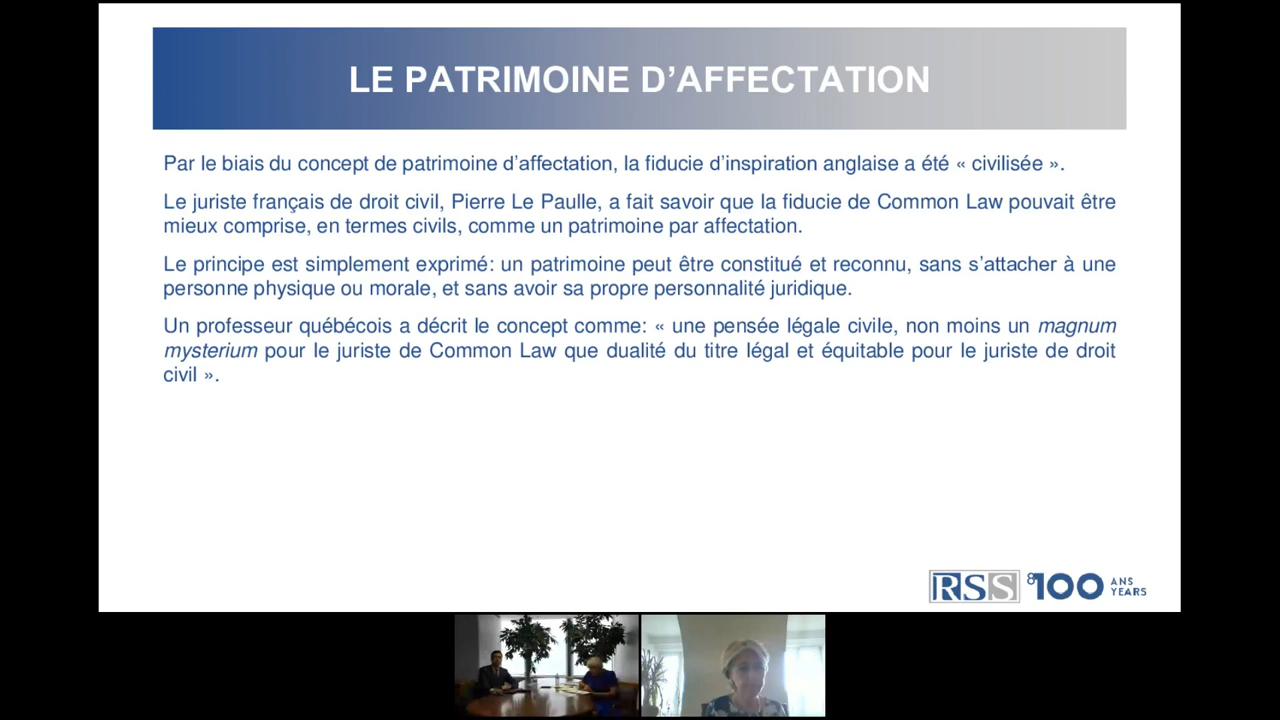 LE PATRIMOINE D’AFFECTATION
Par le biais du concept de patrimoine d’affectation, la fiducie d’inspiration anglaise a été « civilisée ».
Le juriste français de droit civil, Pierre Le Paulle, a fait savoir que la fiducie de Common Law pouvait être
mieux comprise, en termes civils, comme un patrimoine par affectation.
Le principe est simplement exprimé: un patrimoine peut être constitué et reconnu, sans s’attacher à une
personne physique ou morale, et sans avoir sa propre personnalité juridique.
Un professeur québécois a décrit le concept comme: « une pensée légale civile, non moins un magnum
mysterium pour le juriste de Common Law que dualité du titre légal et équitable pour le juriste de droit
civil ».
RSS 100 ANS
YEARS